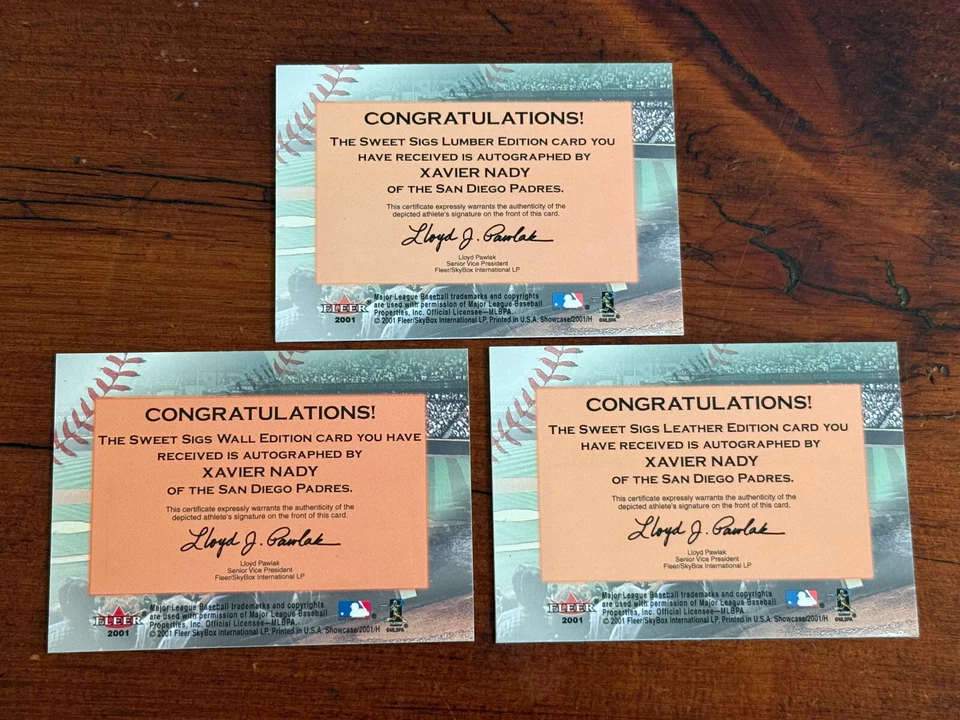 CONGRATULATIONS!
THE SWEET SIGS LUMBER EDITION CARD YOU
HAVE RECEIVED IS AUTOGRAPHED BY
XAVIER NADY
OF THE SAN DIEGO PADRES.
This certificate expressly warrants the authenticity of the
depicted athlete's signature on the front of this card.
Lloyd J. Pawlak
Lloyd Pawlak
Senior Vice President
Fleer/SkyBox International LP
FLEER
2001
Major League Baseball trademarks and copyrights
are used with permission of Major League Baseball
Properties, Inc. Official Licensee—MLBPA
© 2001 Fleer/SkyBox International LP, Printed in U.S.A. Showcase/2001/H
©MLBPA
CONGRATULATIONS!
THE SWEET SIGS WALL EDITION CARD YOU HAVE
RECEIVED IS AUTOGRAPHED BY
XAVIER NADY
OF THE SAN DIEGO PADRES.
This certificate expressly warrants the authenticity of the
depicted athlete's signature on the front of this card.
Lloyd J. Pawlak
Lloyd Pawlak
Senior Vice President
Fleer/SkyBox International LP
FLEER
2001
Major League Baseball trademarks and copyrights
are used with permission of Major League Baseball
Properties, Inc. Official Licensee—MLBPA
© 2001 Fleer/SkyBox International LP, Printed in U.S.A. Showcase/2001/H
©MLBPA
CONGRATULATIONS!
THE SWEET SIGS LEATHER EDITION CARD YOU
HAVE RECEIVED IS AUTOGRAPHED BY
XAVIER NADY
OF THE SAN DIEGO PADRES.
This certificate expressly warrants the authenticity of the
depicted athlete's signature on the front of this card.
Lloyd J. Pawlak
Lloyd Pawlak
Senior Vice President
Fleer/SkyBox International LP
FLEER
2001
Major League Baseball trademarks and copyrights
are used with permission of Major League Baseball
Properties, Inc. Official Licensee—MLBPA
© 2001 Fleer/SkyBox International LP, Printed in U.S.A. Showcase/2001/H
©MLBPA